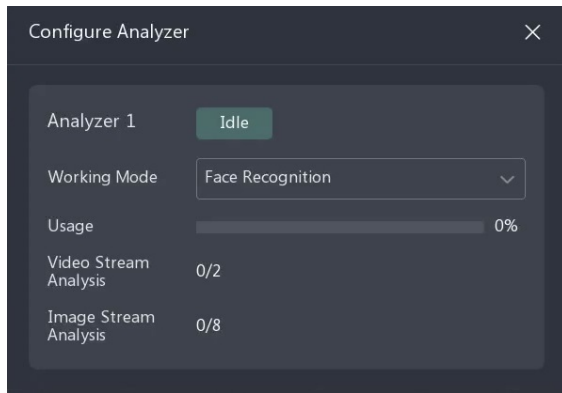 Configure Analyzer
Analyzer 1 Idle
Working Mode Face Recognition
Usage 0%
Video Stream
Analysis 0/2
Image Stream
Analysis 0/8